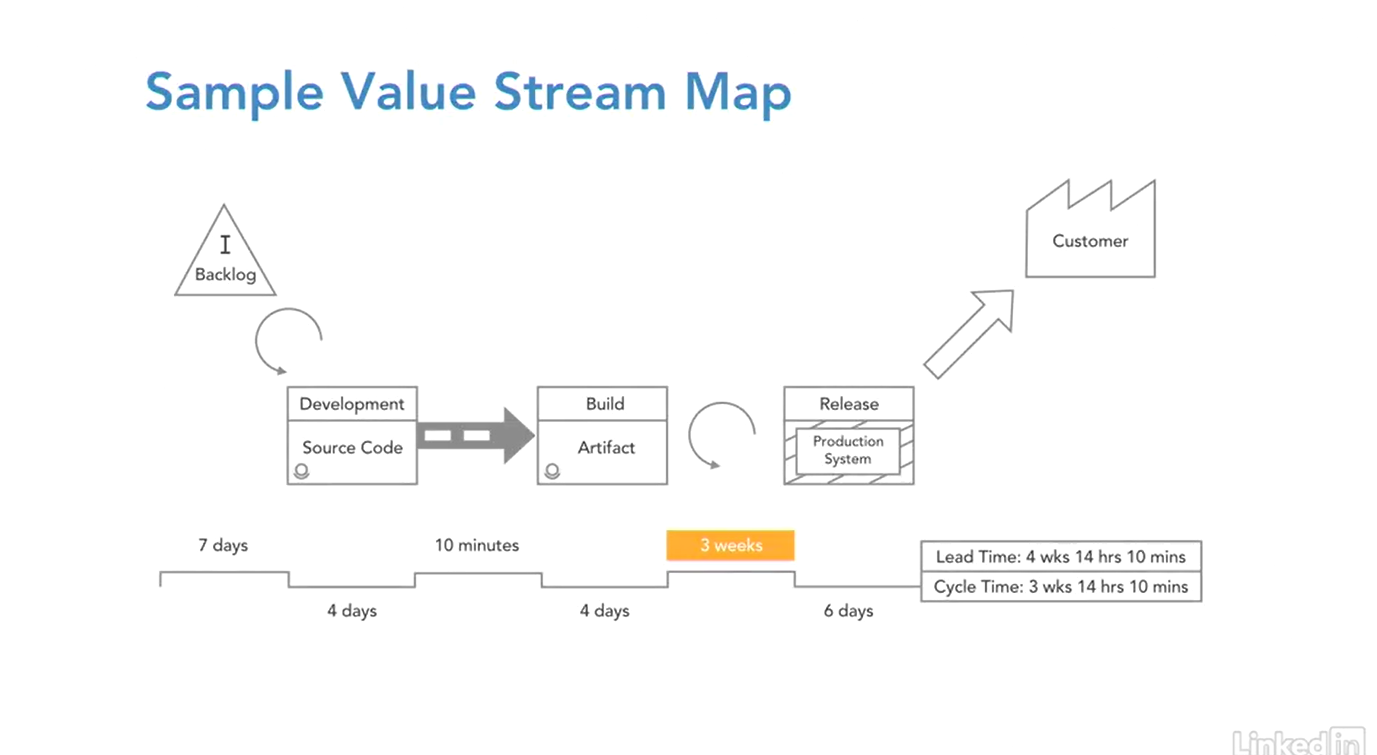 Sample Value Stream Map
I
Backlog
Customer
Development
Source Code
Build
Artifact
Release
Production
System
7 days
10 minutes
3 weeks
4 days
4 days
6 days
Lead Time: 4 wks 14 hrs 10 mins
Cycle Time: 3 wks 14 hrs 10 mins
Linked in